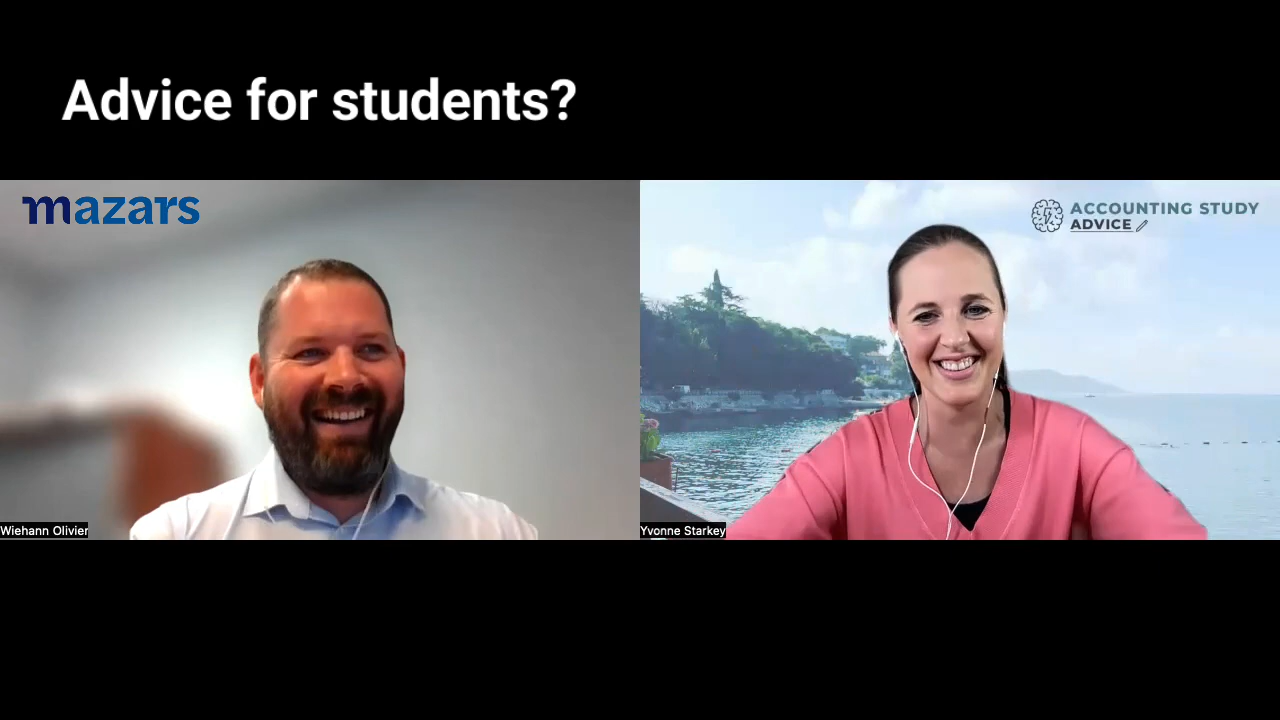 Advice for students?
mazars
ACCOUNTING STUDY
ADVICE
Wiehann Olivier
Yvonne Starkey